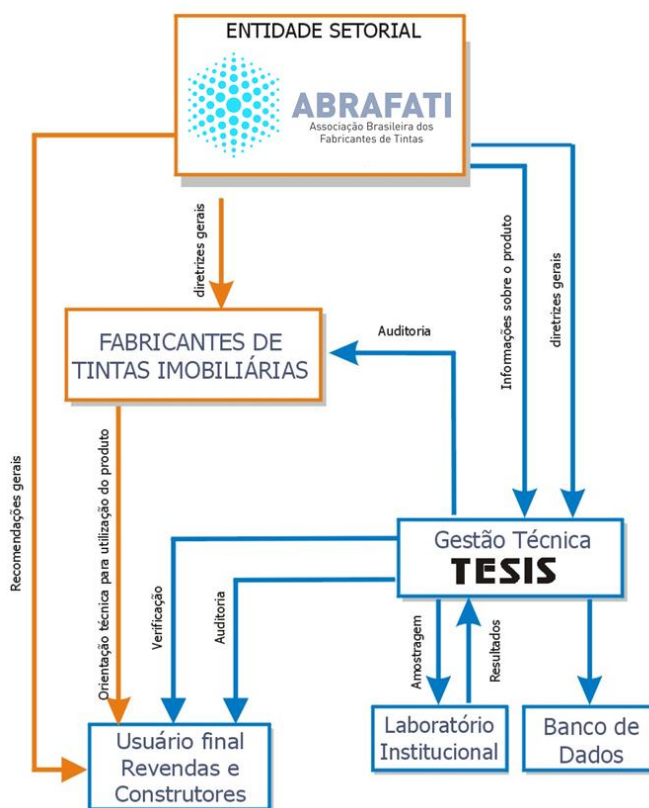 ENTIDADE SETORIAL
ABRAFATI
Associação Brasileira dos
Fabricantes de Tintas
diretrizes gerais
Informações sobre o produto
diretrizes gerais
FABRICANTES DE
TINTAS IMOBILIÁRIAS
Auditoria
Recomendações gerais
Orientação técnica para utilização do produto
Verificação
Auditoria
Gestão Técnica
TESIS
Amostragem
Resultados
Usuário final
Revendas e
Construtores
Laboratório
Institucional
Banco de
Dados